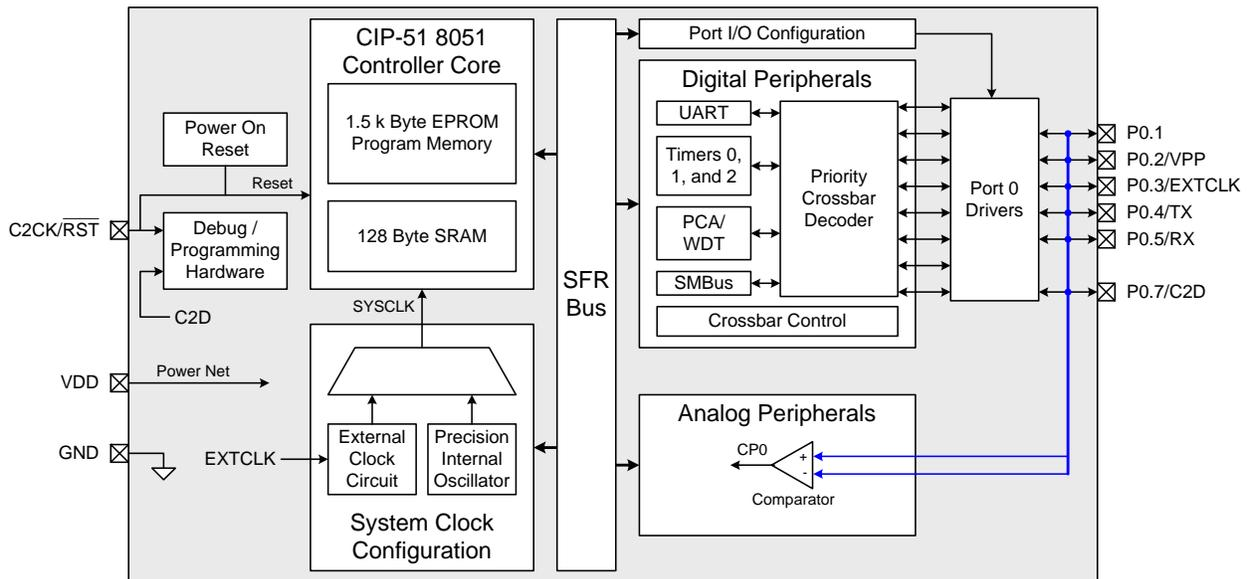 CIP-51 8051
Controller Core
1.5 k Byte EPROM
Program Memory
128 Byte SRAM
Power On
Reset
Reset
C2CK/RST
Debug /
Programming
Hardware
C2D
VDD
Power Net
GND
SYSCLK
EXTCLK
External
Clock
Circuit
Precision
Internal
Oscillator
System Clock
Configuration
SFR
Bus
Port I/O Configuration
Digital Peripherals
UART
Timers 0,
1, and 2
PCA/
WDT
SMBus
Priority
Crossbar
Decoder
Crossbar Control
Port 0
Drivers
P0.1
P0.2/VPP
P0.3/EXTCLK
P0.4/TX
P0.5/RX
P0.7/C2D
Analog Peripherals
CP0
+
-
Comparator